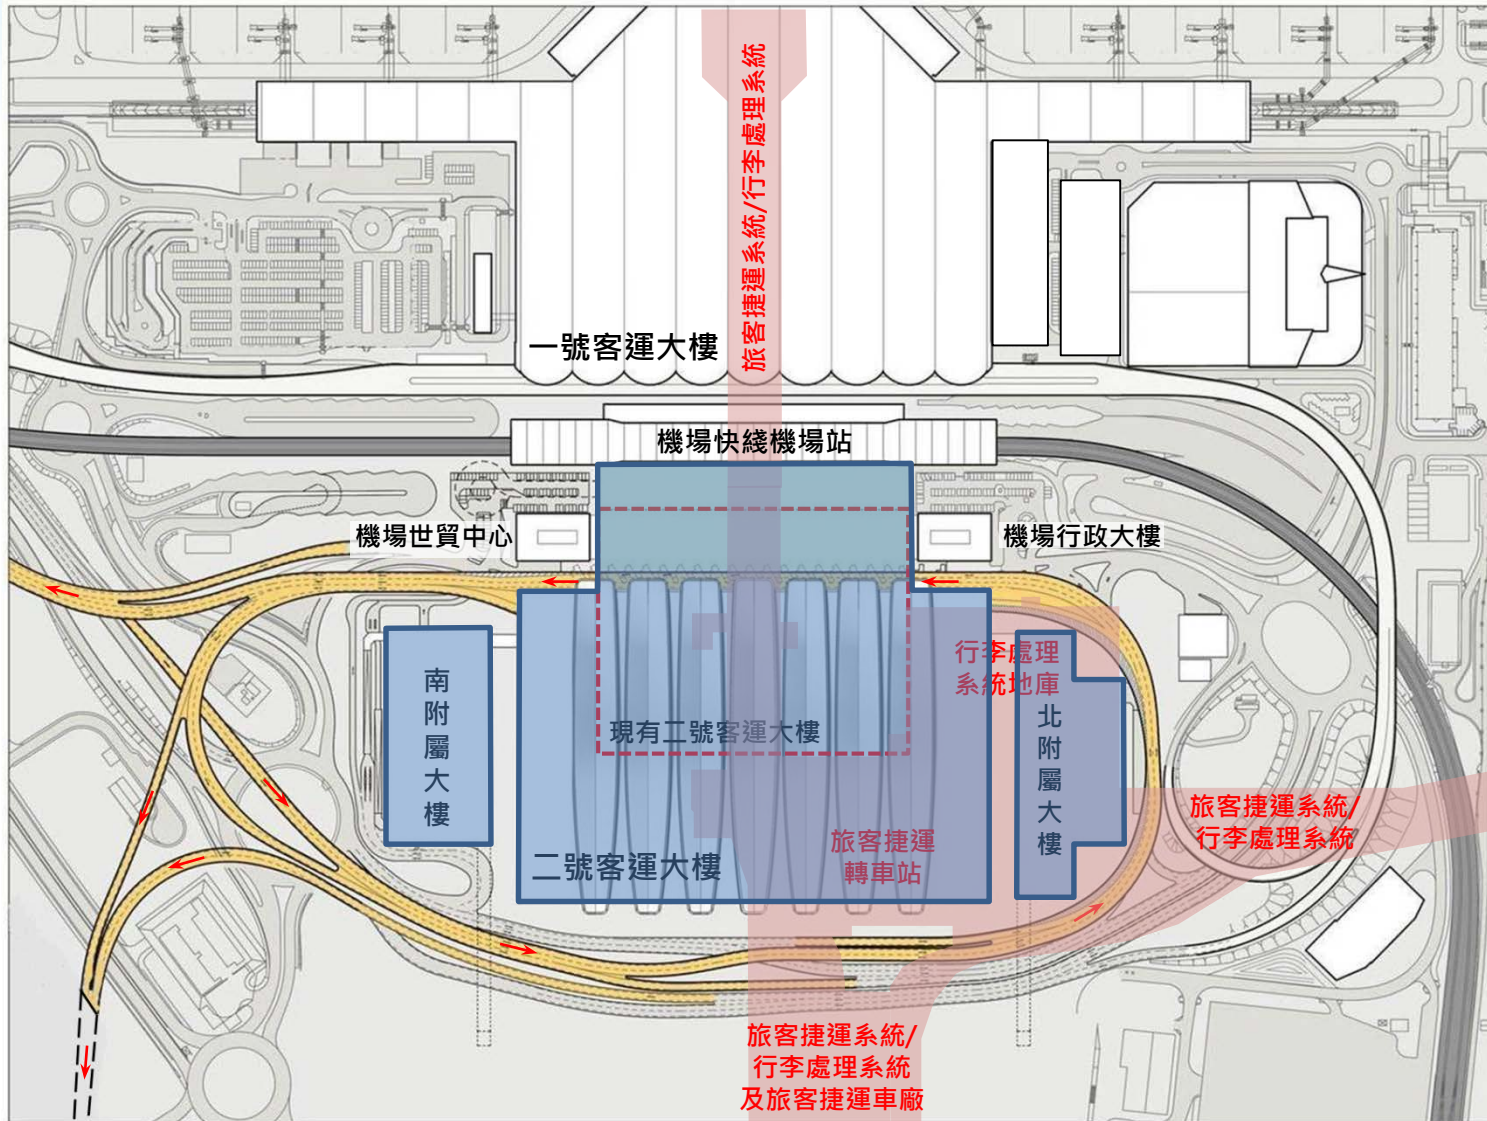 旅客捷運系統/行李處理系統
一號客運大樓
機場快綫機場站
機場世貿中心
機場行政大樓
行李處理
系統地庫
南附屬大樓
北附屬大樓
現有二號客運大樓
旅客捷運系統/
行李處理系統
旅客捷運
轉車站
二號客運大樓
旅客捷運系統/
行李處理系統
及旅客捷運車廠